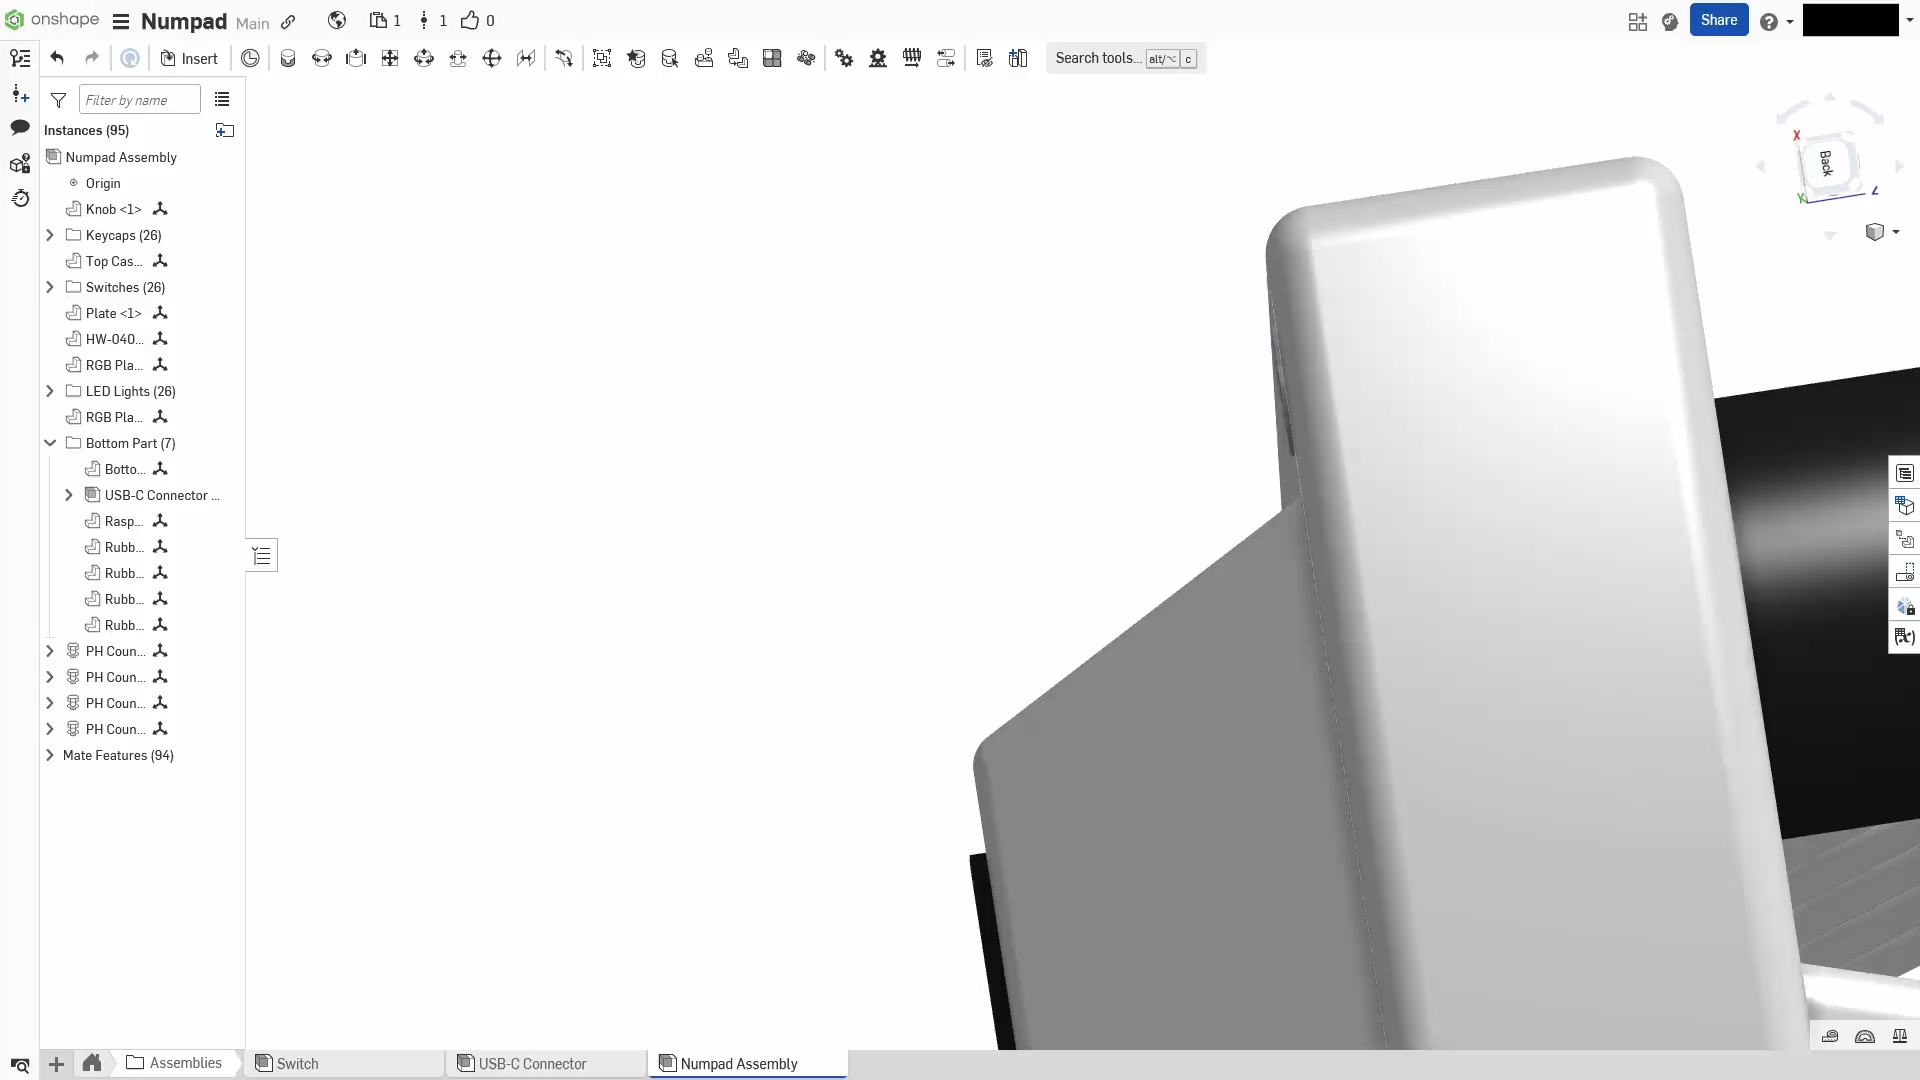 onshape
Numpad Main
1
1
0
Share
Insert
Search tools... alt/⌥ c
Filter by name
Instances (95)
Numpad Assembly
Origin
Knob <1>
Keycaps (26)
Top Cas...
Switches (26)
Plate <1>
HW-040...
RGB Pla...
LED Lights (26)
RGB Pla...
Bottom Part (7)
Botto...
USB-C Connector ...
Rasp...
Rubb...
Rubb...
Rubb...
Rubb...
PH Coun...
PH Coun...
PH Coun...
PH Coun...
Mate Features (94)
X
Back
Y
Z
(x)
Assemblies
Switch
USB-C Connector
Numpad Assembly